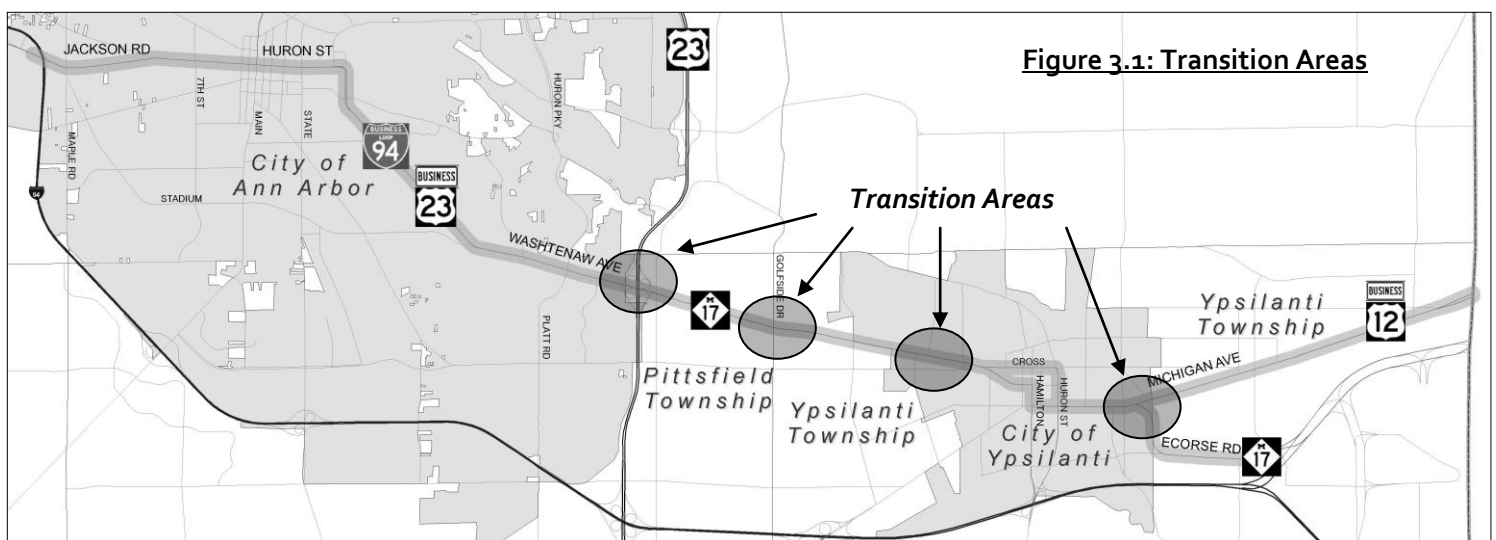 Figure 3.1: Transition Areas
JACKSON RD
HURON ST
23
7TH ST
MAIN
STATE
HURON PKY
MAPLE RD
BUSINESS
LOOP
94
City of
Ann Arbor
BUSINESS
23
STADIUM
94
Transition Areas
WASHTENAW AVE
GOLFSIDE DR
M
17
PLATT RD
Pittsfield
Township
Ypsilanti
Township
CROSS
HAMILTON
HURON ST
City of
Ypsilanti
MICHIGAN AVE
Ypsilanti
Township
BUSINESS
12
ECORSE RD
M
17